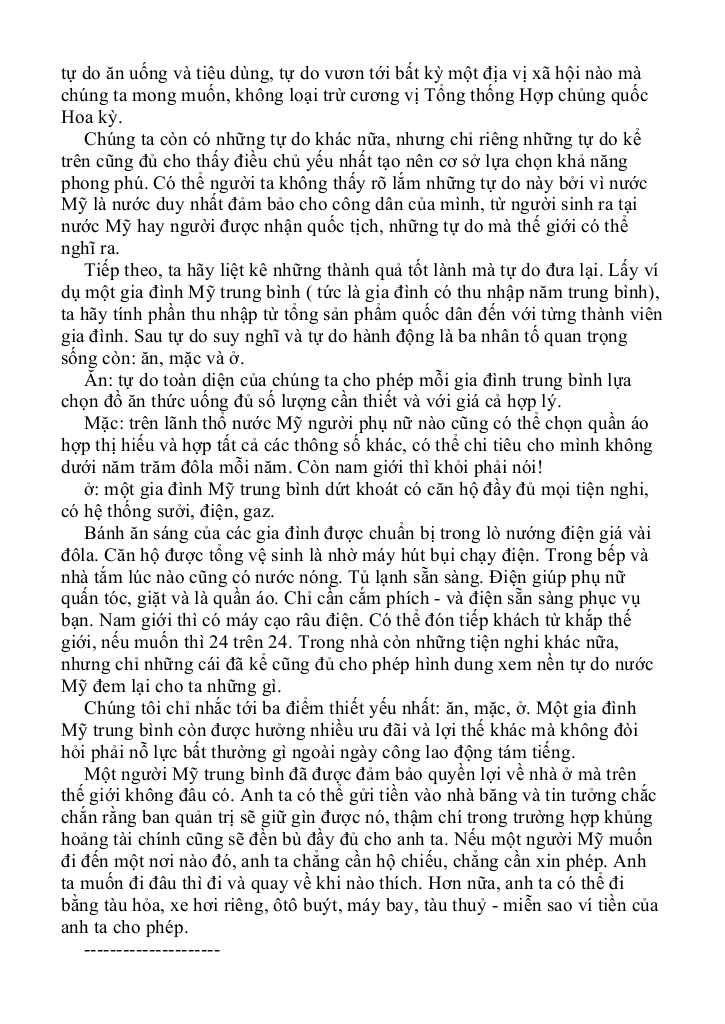 tự do ăn uống và tiêu dùng, tự do vươn tới bất kỳ một địa vị xã hội nào mà
chúng ta mong muốn, không loại trừ cương vị Tổng thống Hợp chủng quốc
Hoa kỳ.
Chúng ta còn có những tự do khác nữa, nhưng chỉ riêng những tự do kể
trên cũng đủ cho thấy điều chủ yếu nhất tạo nên cơ sở lựa chọn khả năng
phong phú. Có thể người ta không thấy rõ lắm những tự do này bởi vì nước
Mỹ là nước duy nhất đảm bảo cho công dân của mình, từ người sinh ra tại
nước Mỹ hay người được nhận quốc tịch, những tự do mà thế giới có thể
nghĩ ra.
Tiếp theo, ta hãy liệt kê những thành quả tốt lành mà tự do đưa lại. Lấy ví
dụ một gia đình Mỹ trung bình ( tức là gia đình có thu nhập năm trung bình),
ta hãy tính phần thu nhập từ tổng sản phẩm quốc dân đến với từng thành viên
gia đình. Sau tự do suy nghĩ và tự do hành động là ba nhân tố quan trọng
sống còn: ăn, mặc và ở.
Ăn: tự do toàn diện của chúng ta cho phép mỗi gia đình trung bình lựa
chọn đồ ăn thức uống đủ số lượng cần thiết và với giá cả hợp lý.
Mặc: trên lãnh thổ nước Mỹ người phụ nữ nào cũng có thể chọn quần áo
hợp thị hiếu và hợp tất cả các thông số khác, có thể chi tiêu cho mình không
dưới năm trăm đôla mỗi năm. Còn nam giới thì khỏi phải nói!
ở: một gia đình Mỹ trung bình dứt khoát có căn hộ đầy đủ mọi tiện nghi,
có hệ thống sưởi, điện, gaz.
Bánh ăn sáng của các gia đình được chuẩn bị trong lò nướng điện giá vài
đôla. Căn hộ được tổng vệ sinh là nhờ máy hút bụi chạy điện. Trong bếp và
nhà tắm lúc nào cũng có nước nóng. Tủ lạnh sẵn sàng. Điện giúp phụ nữ
quấn tóc, giặt và là quần áo. Chỉ cần cắm phích - và điện sẵn sàng phục vụ
bạn. Nam giới thì có máy cạo râu điện. Có thể đón tiếp khách từ khắp thế
giới, nếu muốn thì 24 trên 24. Trong nhà còn những tiện nghi khác nữa,
nhưng chỉ những cái đã kể cũng đủ cho phép hình dung xem nền tự do nước
Mỹ đem lại cho ta những gì.
Chúng tôi chỉ nhắc tới ba điểm thiết yếu nhất: ăn, mặc, ở. Một gia đình
Mỹ trung bình còn được hưởng nhiều ưu đãi và lợi thế khác mà không đòi
hỏi phải nỗ lực bất thường gì ngoài ngày công lao động tám tiếng.
Một người Mỹ trung bình đã được đảm bảo quyền lợi về nhà ở mà trên
thế giới không đâu có. Anh ta có thể gửi tiền vào nhà băng và tin tưởng chắc
chắn rằng ban quản trị sẽ giữ gìn được nó, thậm chí trong trường hợp khủng
hoảng tài chính cũng sẽ đền bù đầy đủ cho anh ta. Nếu một người Mỹ muốn
đi đến một nơi nào đó, anh ta chẳng cần hộ chiếu, chẳng cần xin phép. Anh
ta muốn đi đâu thì đi và quay về khi nào thích. Hơn nữa, anh ta có thể đi
bằng tàu hỏa, xe hơi riêng, ôtô buýt, máy bay, tàu thuỷ - miễn sao ví tiền của
anh ta cho phép.
---------------------